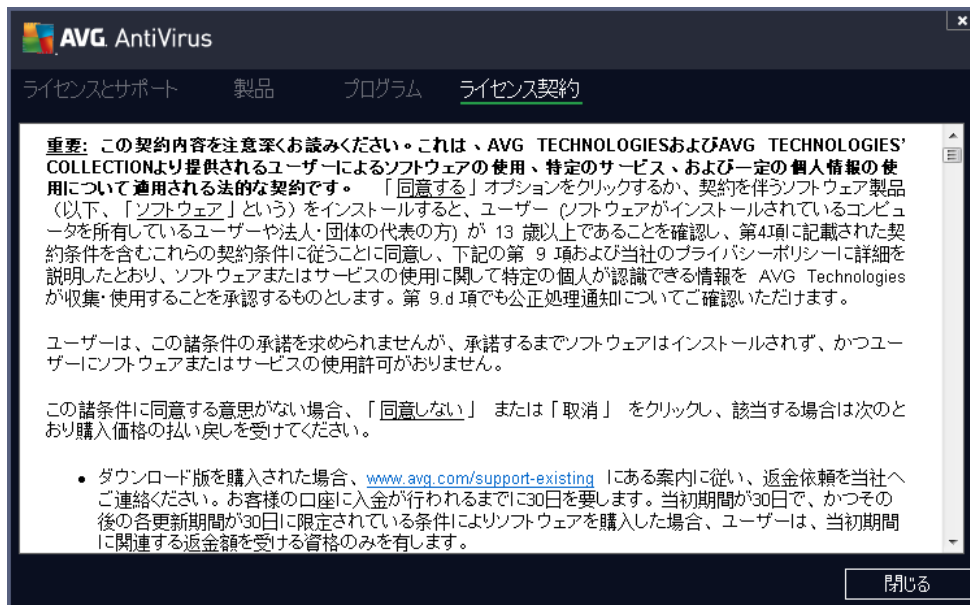 AVG. AntiVirus
ライセンスとサポート 製品 プログラム ライセンス契約
重要: この契約内容を注意深くお読みください。これは、AVG TECHNOLOGIESおよびAVG TECHNOLOGIES'
COLLECTIONより提供されるユーザーによるソフトウェアの使用、特定のサービス、および一定の個人情報の使
用について適用される法的な契約です。 「同意する」オプションをクリックするか、契約を伴うソフトウェア製品
（以下、「ソフトウェア」という）をインストールすると、ユーザー (ソフトウェアがインストールされているコンピュ
ータを所有しているユーザーや法人・団体の代表の方) が 13 歳以上であることを確認し、第4項に記載された契
約条件を含むこれらの契約条件に従うことに同意し、下記の第 9 項および当社のプライバシーポリシーに詳細を
説明したとおり、ソフトウェアまたはサービスの使用に関して特定の個人が認識できる情報を AVG Technologies
が収集・使用することを承認するものとします。第 9.d 項でも公正処理通知についてご確認いただけます。
ユーザーは、この諸条件の承諾を求められませんが、承諾するまでソフトウェアはインストールされず、かつユー
ザーにソフトウェアまたはサービスの使用許可がおりません。
この諸条件に同意する意思がない場合、「同意しない」 または「取消」 をクリックし、該当する場合は次のと
おり購入価格の払い戻しを受けてください。
• ダウンロード版を購入された場合、www.avg.com/support-existing にある案内に従い、返金依頼を当社へ
ご連絡ください。お客様の口座に入金が行われるまでに30日を要します。当初期間が30日で、かつその
後の各更新期間が30日に限定されている条件によりソフトウェアを購入した場合、ユーザーは、当初期間
に関連する返金額を受ける資格のみを有します。
閉じる